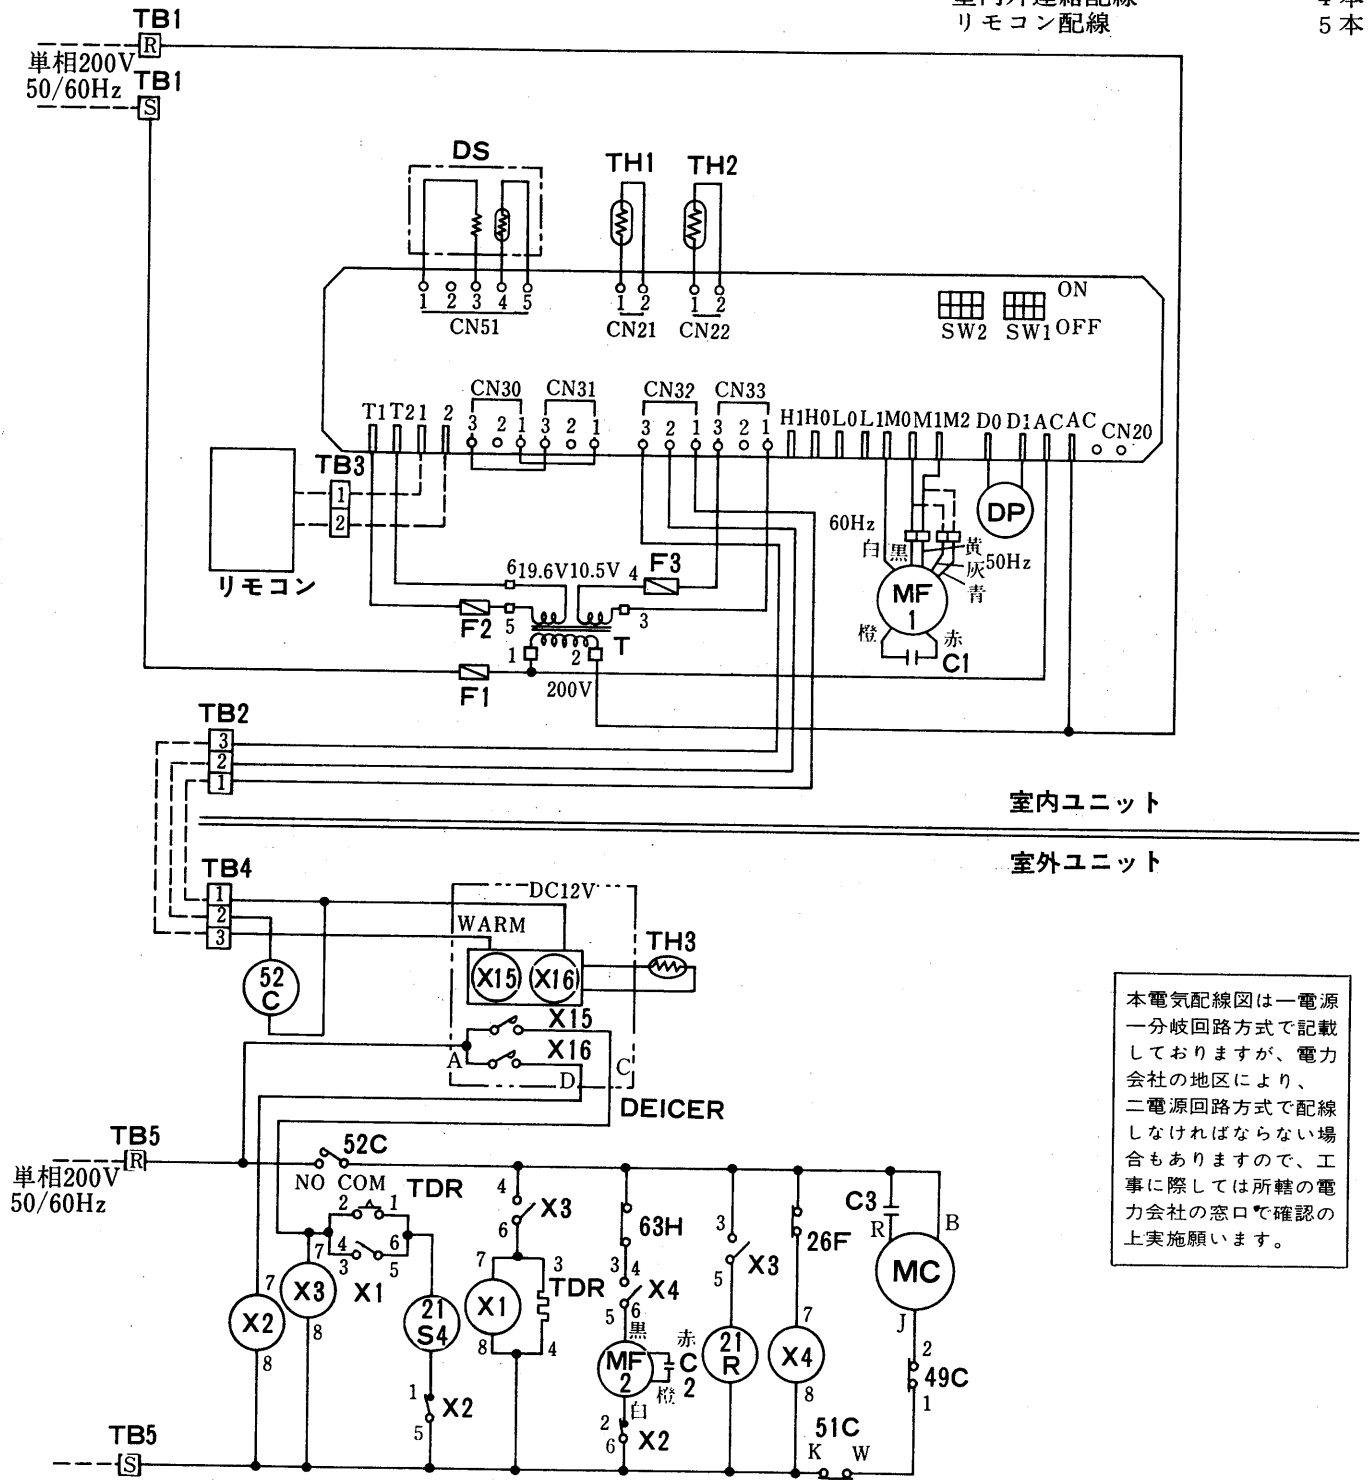 室内外連絡配線 4本
リモコン配線 5本
TB1
R
単相200V
50/60Hz
TB1
S
DS
TH1
TH2
1 2 3 4 5
CN51
1 2
CN21
1 2
CN22
SW2
SW1
ON
OFF
CN30
CN31
CN32
CN33
T1 T2 1 2
3 2 1 3 2 1
3 2 1 3 2 1
H1 H0 L0 L1 M0 M1 M2 D0 D1 AC AC CN20
TB3
1
2
リモコン
60Hz
DP
白 黒 黄
灰 50Hz
青
MF
1
橙 赤
C1
6 19.6V 10.5V 4
F3
F2
5
3
T
1 2
F1
200V
TB2
3
2
1
室内ユニット
室外ユニット
TB4
1
2
3
DC12V
WARM
TH3
52
C
X15 X16
X15
X16
A
D
C
DEICER
本電気配線図は一電源
一分岐回路方式で記載
しておりますが、電力
会社の地区により、
二電源回路方式で配線
しなければならない場
合もありますので、工
事に際しては所轄の電
力会社の窓口で確認の
上実施願います。
TB5
R
単相200V
50/60Hz
52C
NO COM
TDR
2 1
4 6
3 5
X1
7
X3
8
7
X2
8
21
S4
1
X2
5
4
X3
6
7
X1
8
3
TDR
4
63H
3 4
X4
5 6
黒
MF
2
赤
C
2
橙
白
2
X2
6
3
X3
5
21
R
26F
7
X4
8
C3
R
B
MC
J
2
49C
1
51C
K W
TB5
S